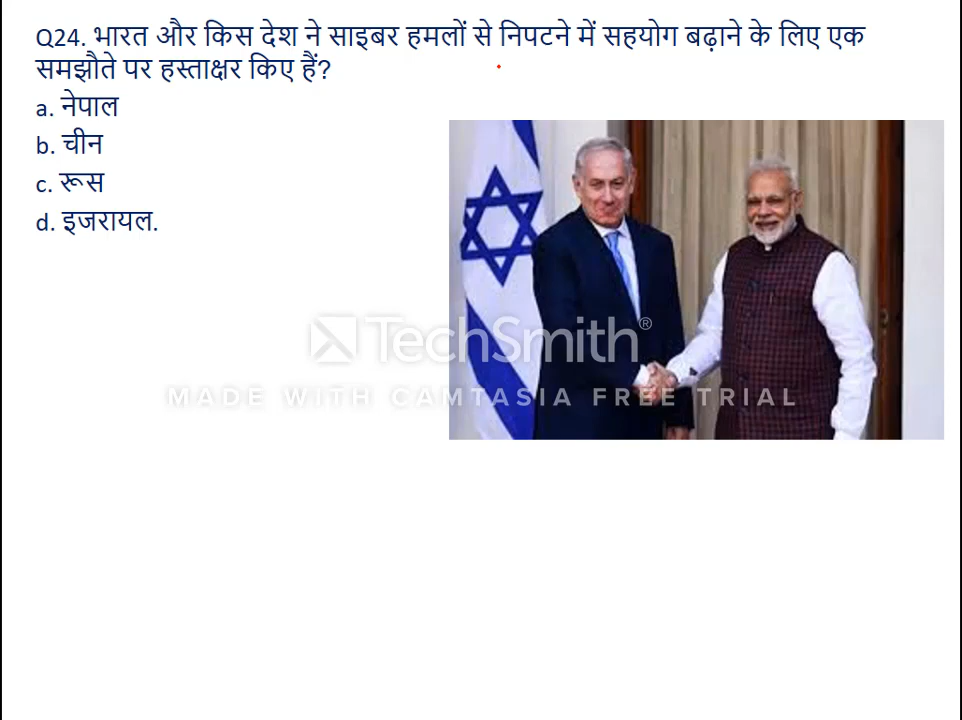 Q24. भारत और किस देश ने साइबर हमलों से निपटने में सहयोग बढ़ाने के लिए एक
समझौते पर हस्ताक्षर किए हैं?
a. नेपाल
b. चीन
c. रूस
d. इजरायल.
TechSmith®
MADE WITH CAMTASIA FREE TRIAL